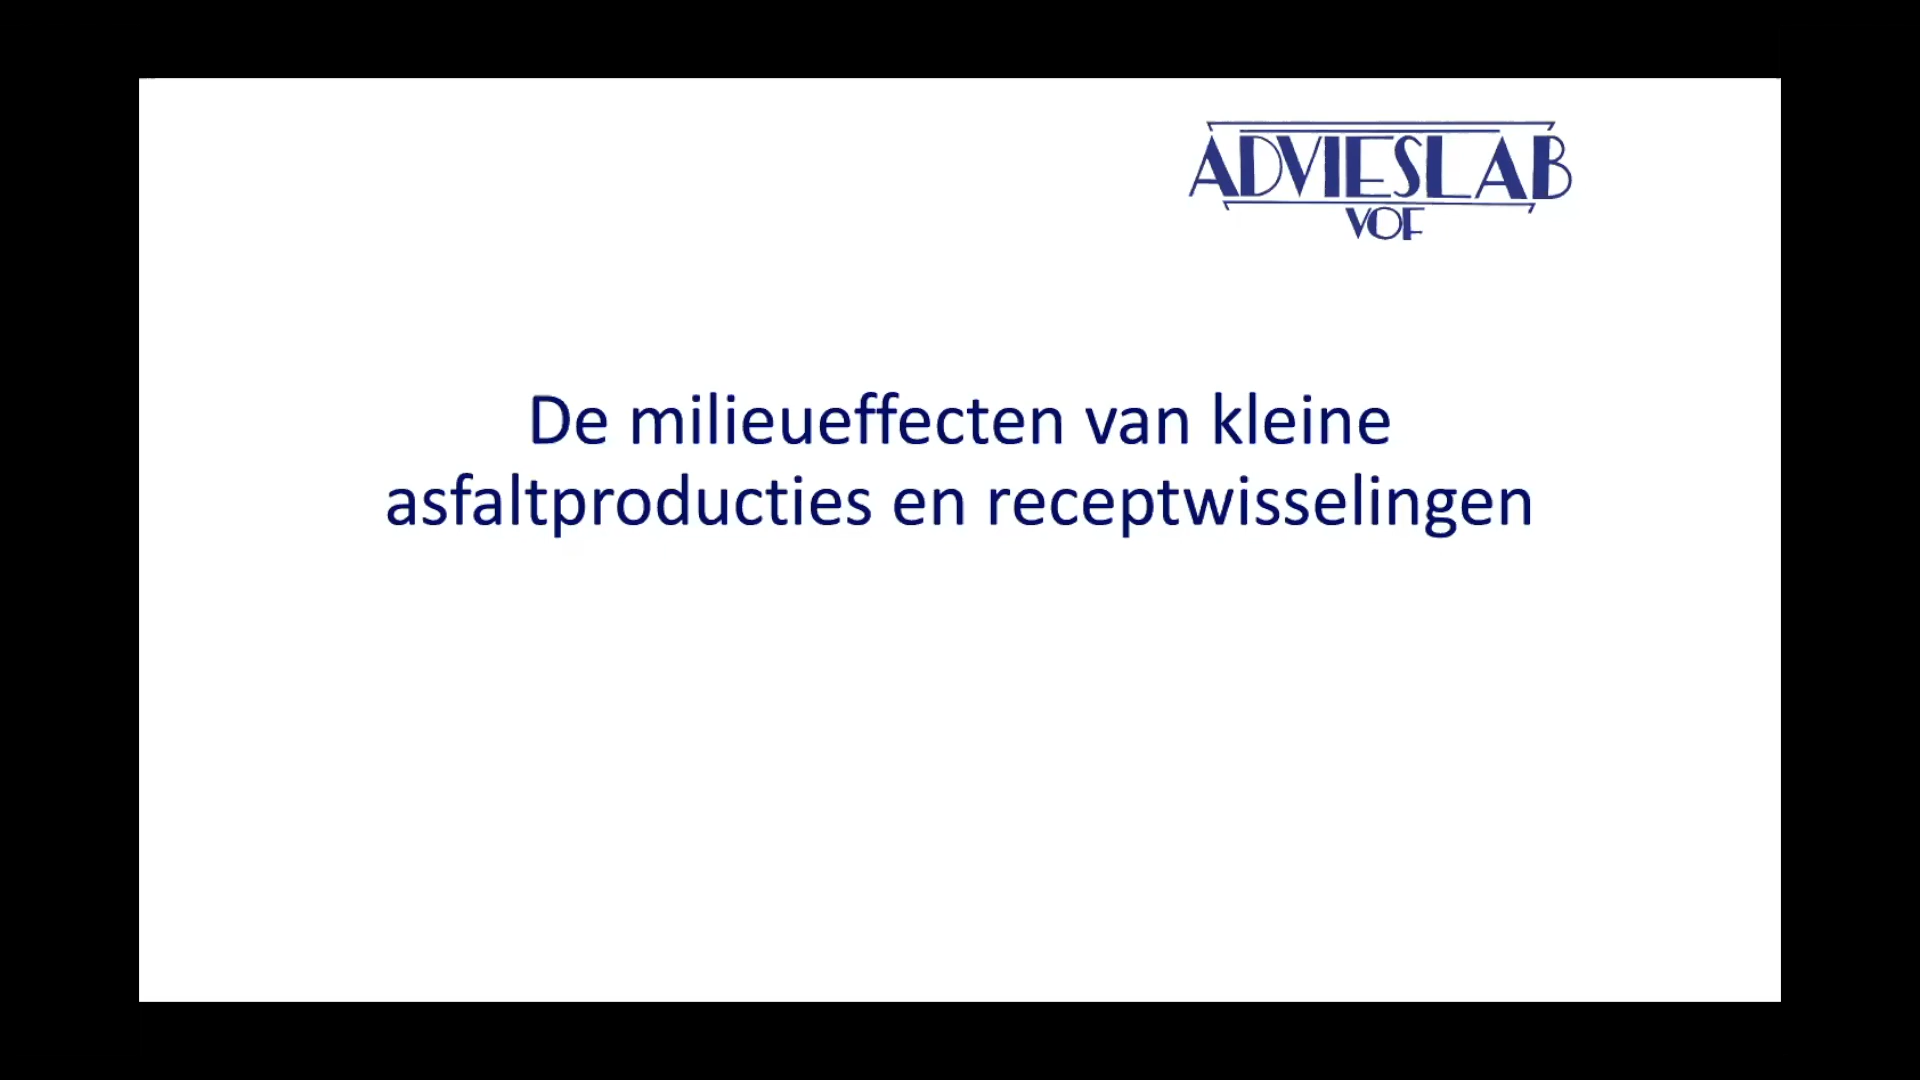 ADVIESLAB
VOF
De milieueffecten van kleine
asfaltproducties en receptwisselingen